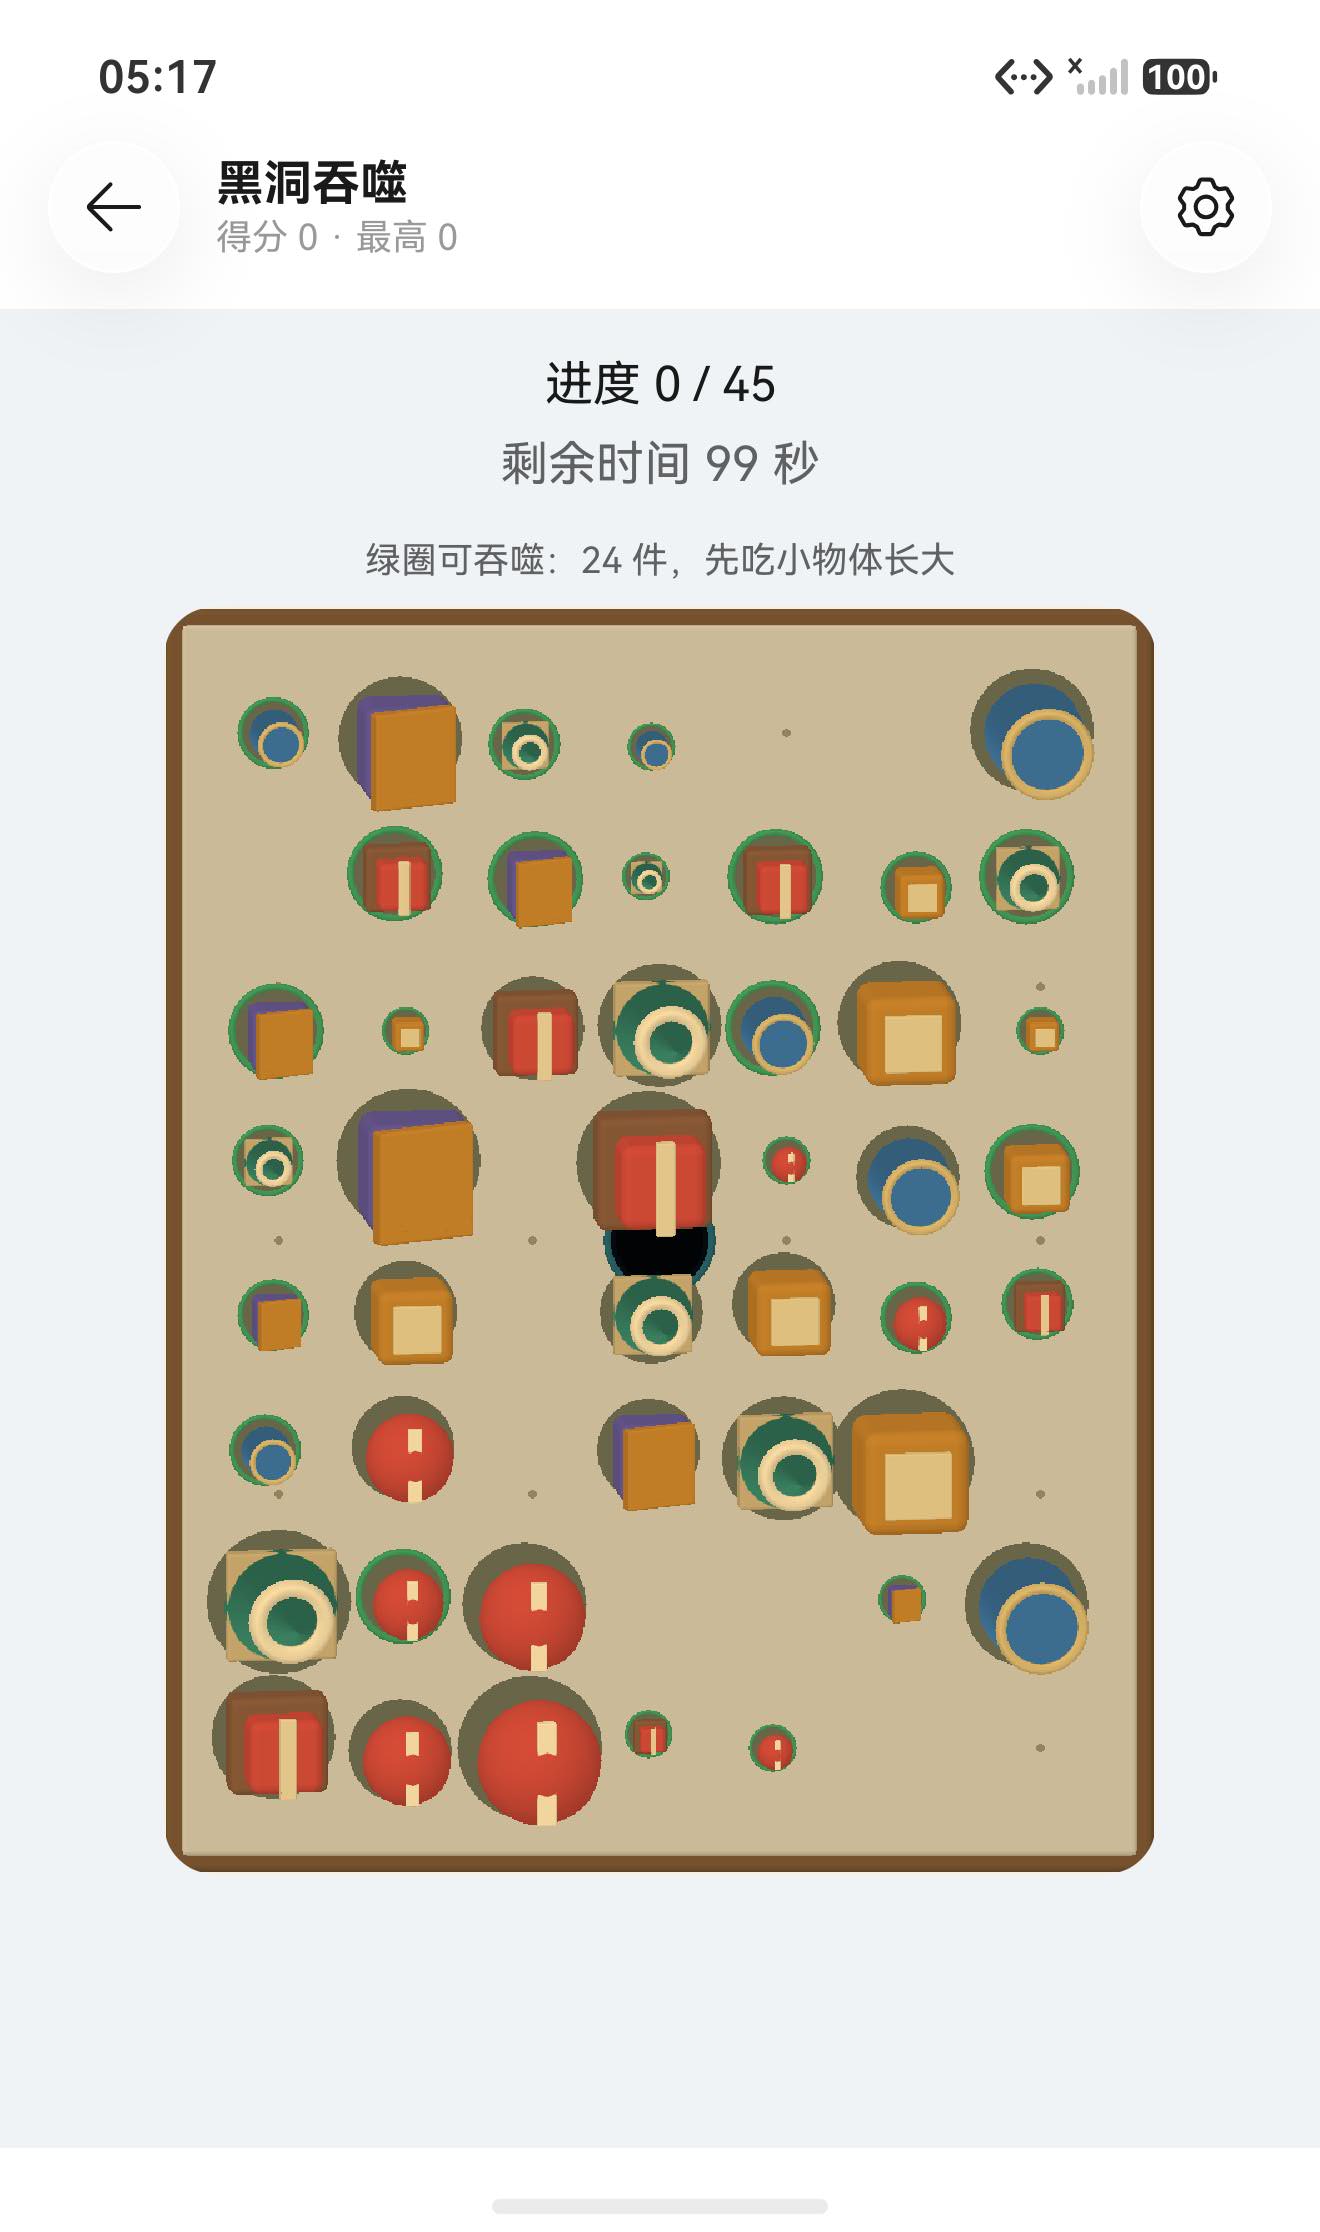 05:17
100
黑洞吞噬
得分 0 · 最高 0
进度 0 / 45
剩余时间 99 秒
绿圈可吞噬：24 件，先吃小物体长大